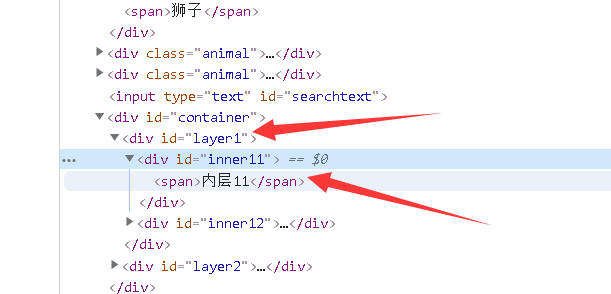 <span>狮子</span>
</div>
<div class="animal">…</div>
<div class="animal">…</div>
<input type="text" id="searchtext">
<div id="container">
<div id="layer1">
<div id="inner11"> == $0
<span>内层11</span>
</div>
<div id="inner12">…</div>
</div>
<div id="layer2">…</div>